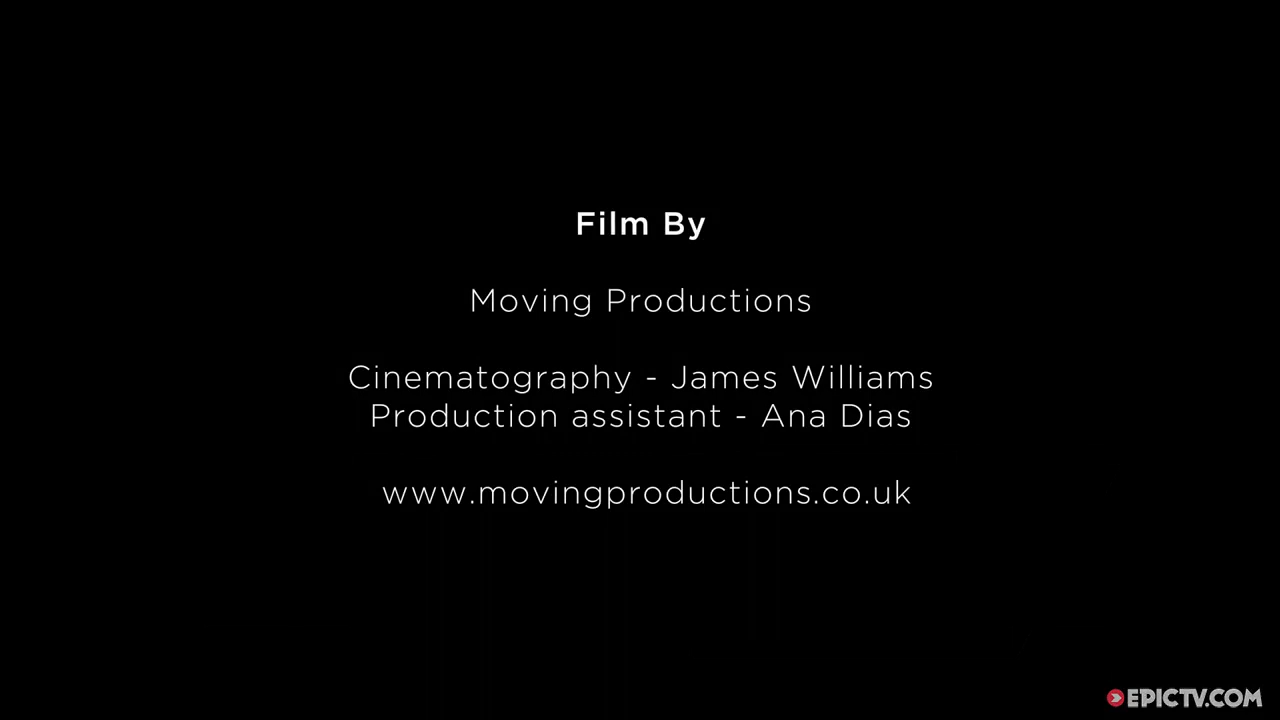 Film By
Moving Productions
Cinematography - James Williams
Production assistant - Ana Dias
www.movingproductions.co.uk
EPICTV.COM